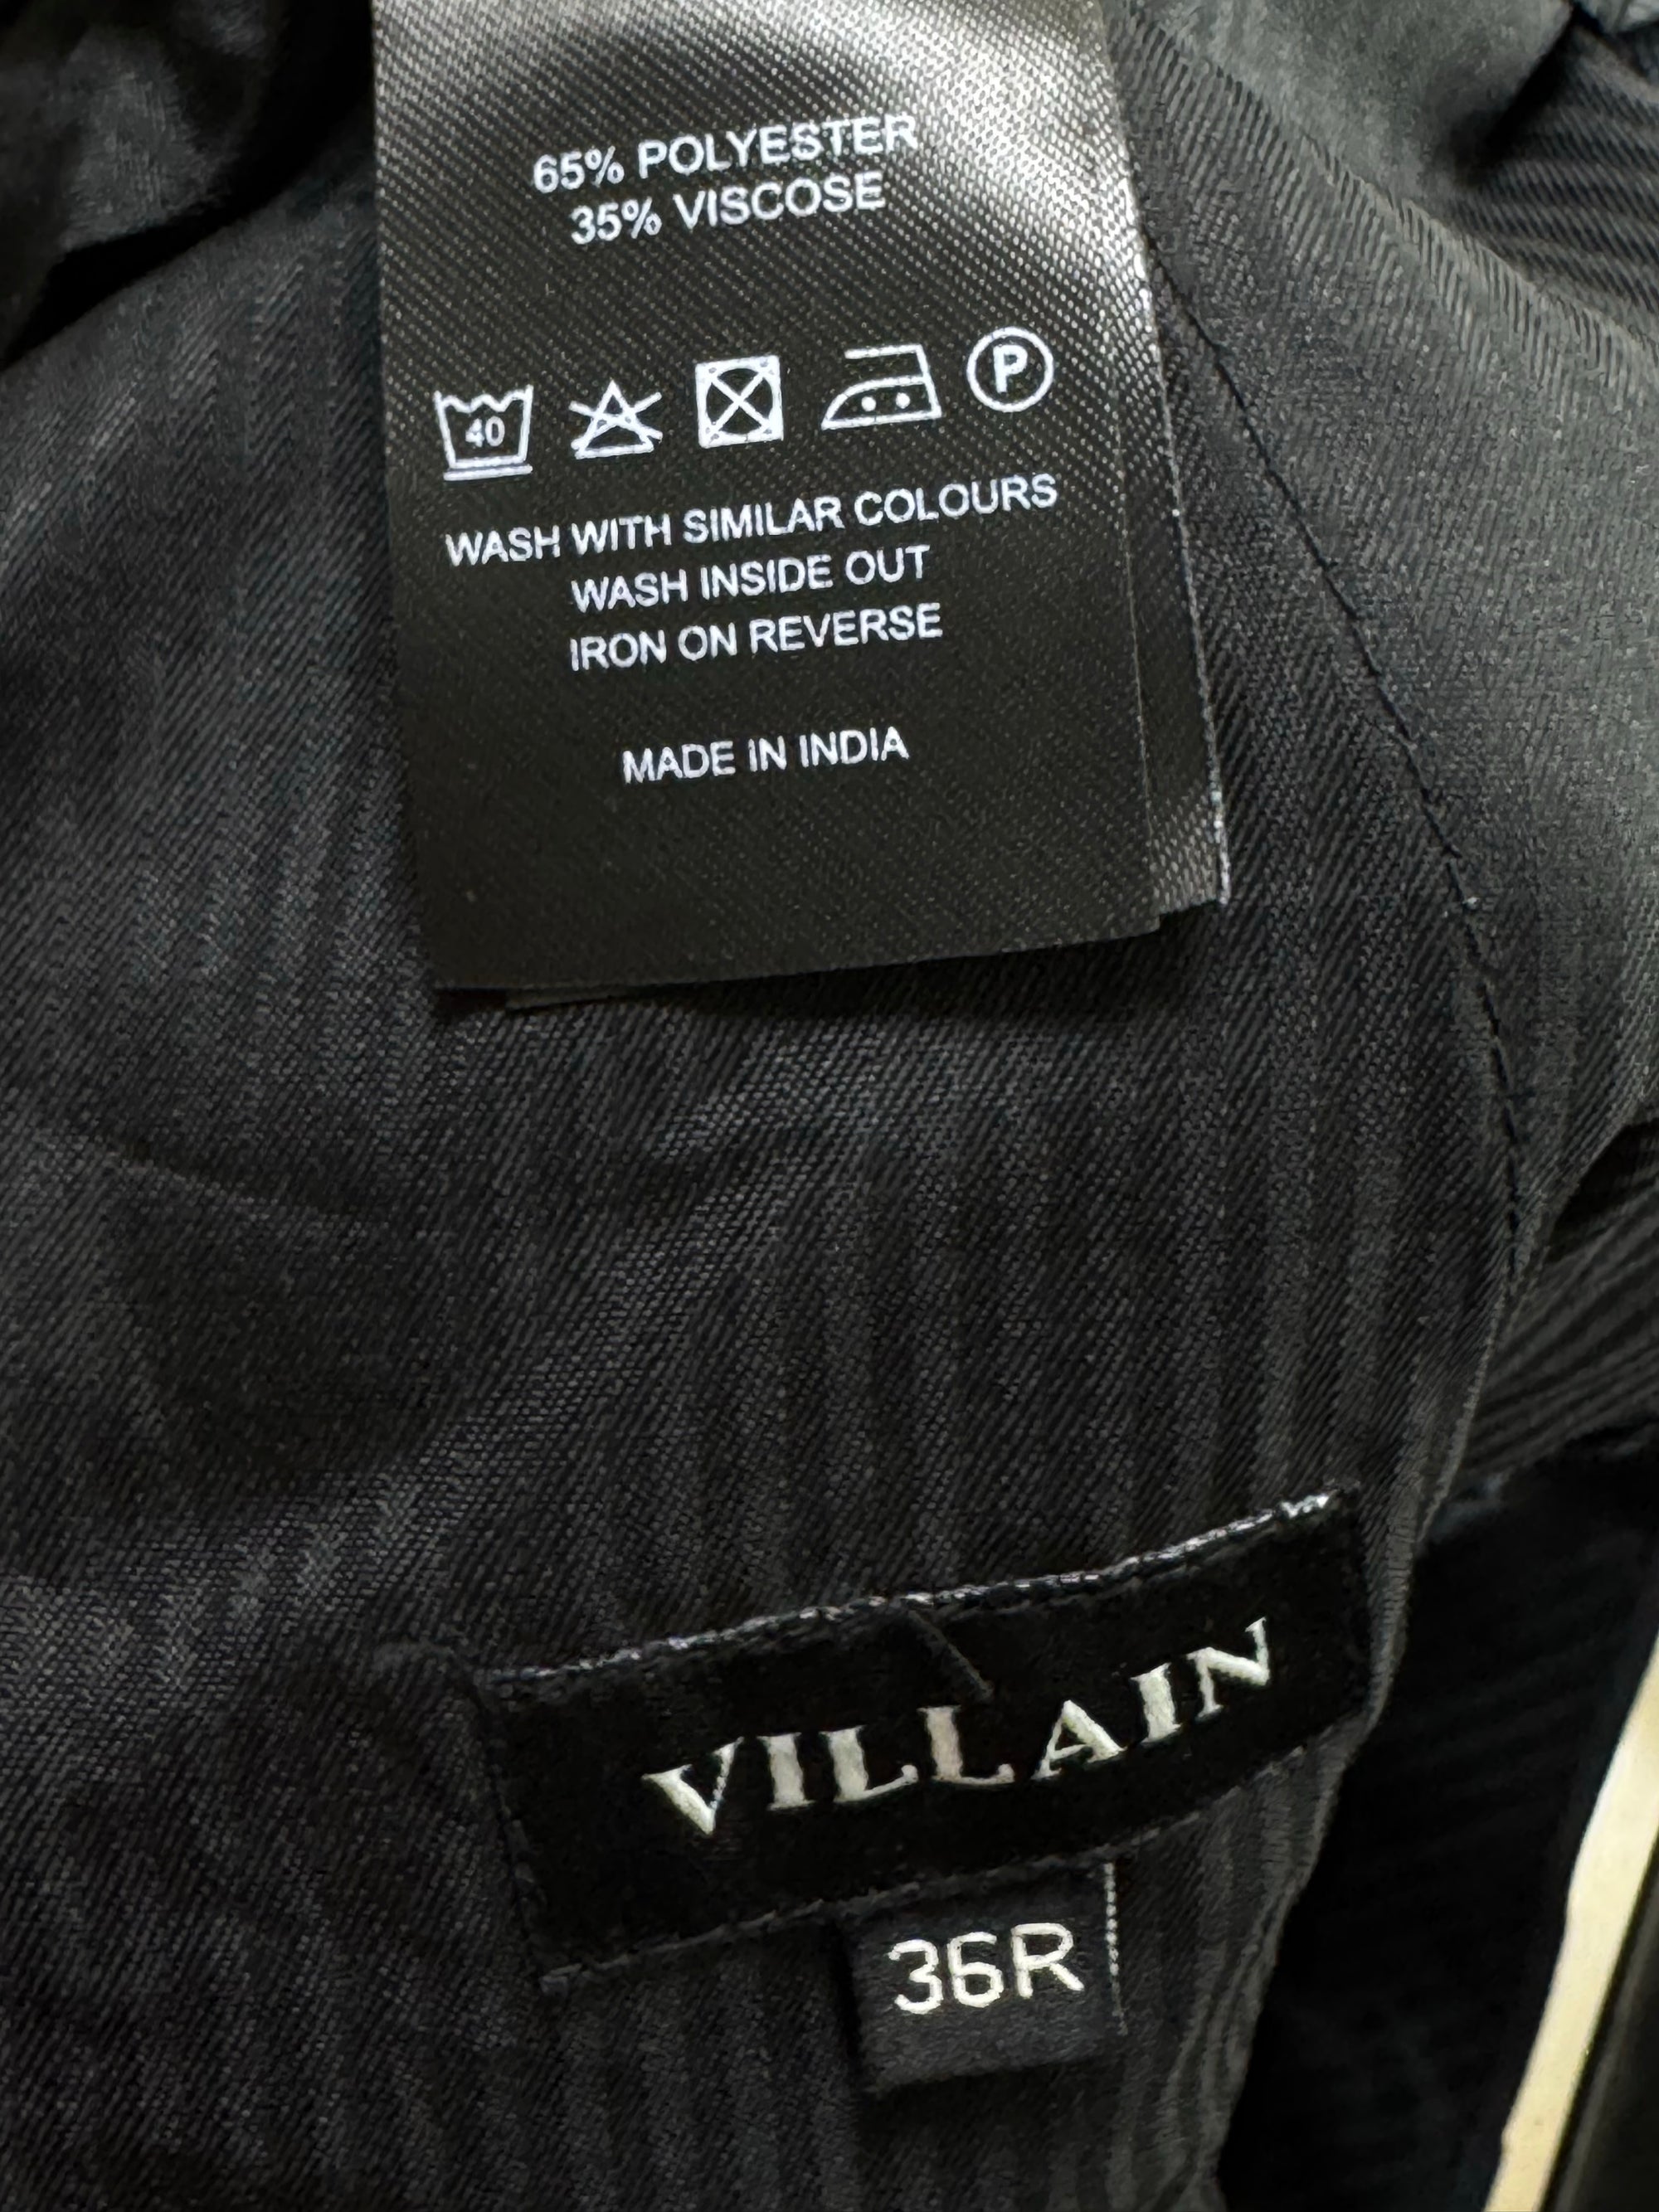 65% POLYESTER
35% VISCOSE
40
P
WASH WITH SIMILAR COLOURS
WASH INSIDE OUT
IRON ON REVERSE
MADE IN INDIA
VILLAIN
36R